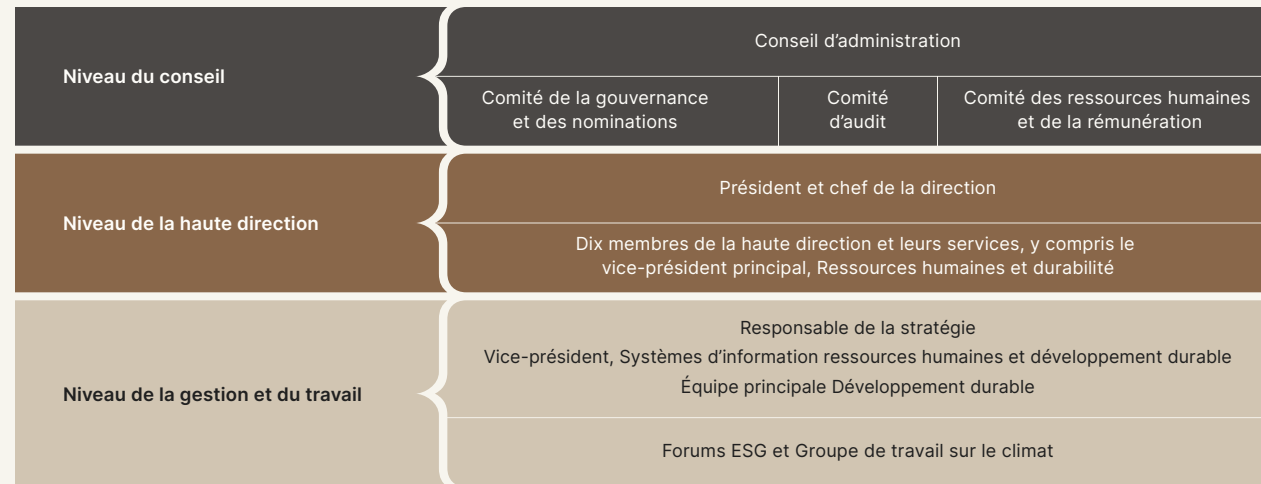 Niveau du conseil
Conseil d’administration
Comité de la gouvernance
et des nominations
Comité
d’audit
Comité des ressources humaines
et de la rémunération
Niveau de la haute direction
Président et chef de la direction
Dix membres de la haute direction et leurs services, y compris le
vice-président principal, Ressources humaines et durabilité
Niveau de la gestion et du travail
Responsable de la stratégie
Vice-président, Systèmes d’information ressources humaines et développement durable
Équipe principale Développement durable
Forums ESG et Groupe de travail sur le climat